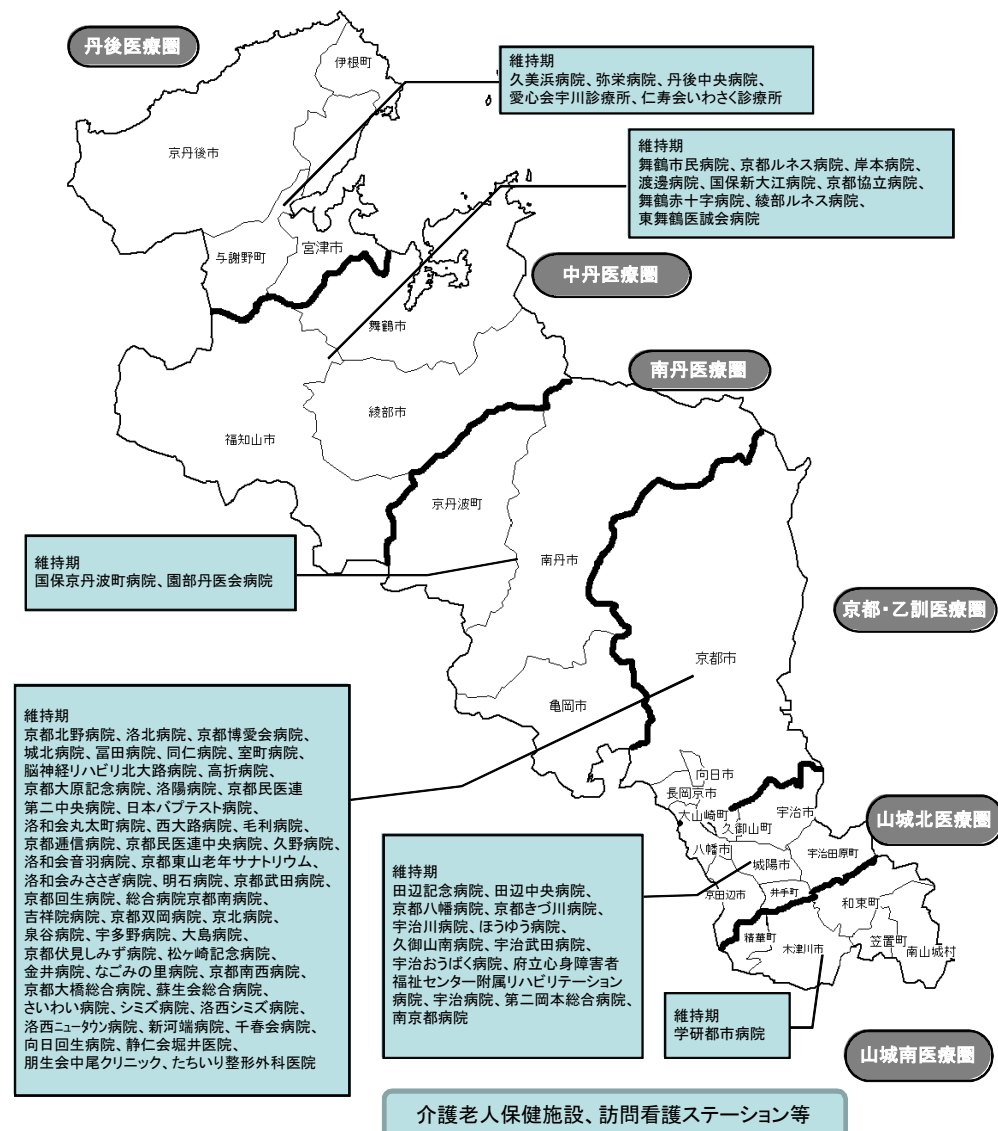 丹後医療圏
伊根町
維持期
久美浜病院、弥栄病院、丹後中央病院、
愛心会宇川診療所、仁寿会いわさく診療所
京丹後市
維持期
舞鶴市民病院、京都ルネス病院、岸本病院、
渡邊病院、国保新大江病院、京都協立病院、
舞鶴赤十字病院、綾部ルネス病院、
東舞鶴医誠会病院
与謝野町
宮津市
中丹医療圏
舞鶴市
南丹医療圏
綾部市
福知山市
京丹波町
南丹市
維持期
国保京丹波町病院、園部丹医会病院
京都・乙訓医療圏
京都市
亀岡市
維持期
京都北野病院、洛北病院、京都博愛会病院、
城北病院、冨田病院、同仁病院、室町病院、
脳神経リハビリ北大路病院、高折病院、
京都大原記念病院、洛陽病院、京都民医連
第二中央病院、日本バプテスト病院、
洛和会丸太町病院、西大路病院、毛利病院、
京都逓信病院、京都民医連中央病院、久野病院、
洛和会音羽病院、京都東山老年サナトリウム、
洛和会みささぎ病院、明石病院、京都武田病院、
京都回生病院、総合病院京都南病院、
吉祥院病院、京都双岡病院、京北病院、
泉谷病院、宇多野病院、大島病院、
京都伏見しみず病院、松ヶ崎記念病院、
金井病院、なごみの里病院、京都南西病院、
京都大橋総合病院、蘇生会総合病院、
さいわい病院、シミズ病院、洛西シミズ病院、
洛西ニュータウン病院、新河端病院、千春会病院、
向日回生病院、静仁会堀井医院、
朋生会中尾クリニック、たちいり整形外科医院
向日市
長岡京市
大山崎町
宇治市
久御山町
山城北医療圏
八幡市
城陽市
宇治田原町
京田辺市
井手町
和東町
精華町
木津川市
笠置町
南山城村
維持期
田辺記念病院、田辺中央病院、
京都八幡病院、京都きづ川病院、
宇治川病院、ほうゆう病院、
久御山南病院、宇治武田病院、
宇治おうばく病院、府立心身障害者
福祉センター附属リハビリテーション
病院、宇治病院、第二岡本総合病院、
南京都病院
維持期
学研都市病院
山城南医療圏
介護老人保健施設、訪問看護ステーション等